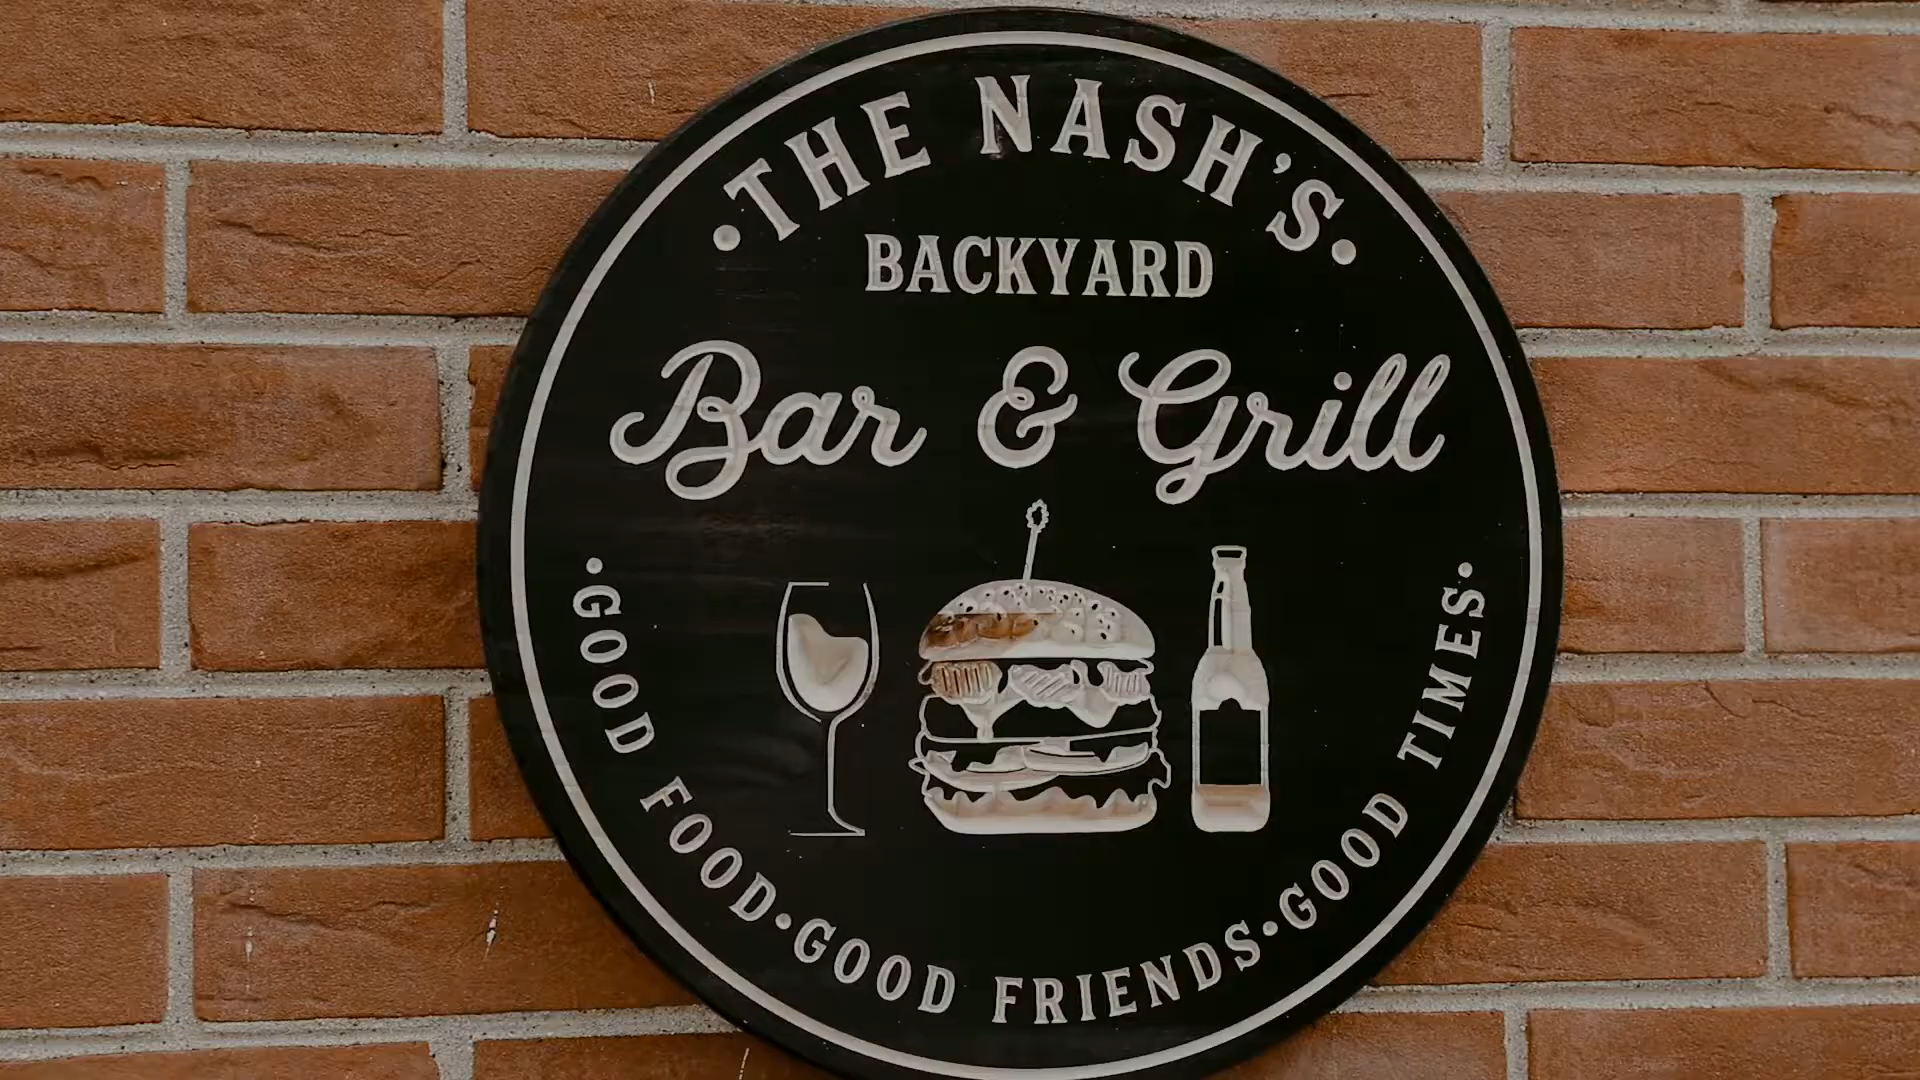 •THE NASH'S•
BACKYARD
Bar & Grill
•GOOD FOOD•GOOD FRIENDS•GOOD TIMES•